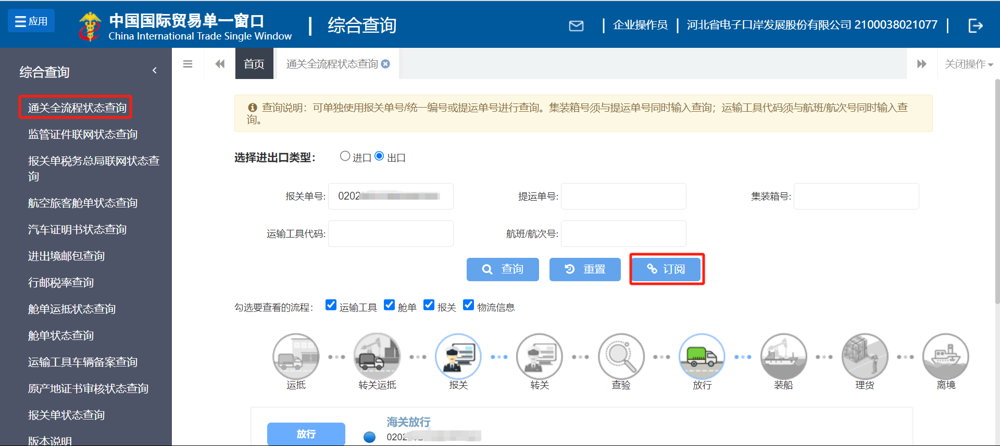 应用
中国国际贸易单一窗口
China International Trade Single Window
综合查询
企业操作员
河北省电子口岸发展股份有限公司 2100038021077
综合查询
通关全流程状态查询
监管证件联网状态查询
报关单税务总局联网状态查
询
航空旅客舱单状态查询
汽车证明书状态查询
进出境邮包查询
行邮税率查询
舱单运抵状态查询
舱单状态查询
运输工具车辆备案查询
原产地证书审核状态查询
报关单状态查询
版本说明
首页
通关全流程状态查询
关闭操作
查询说明：可单独使用报关单号/统一编号或提运单号进行查询。集装箱号须与提运单号同时输入查询；运输工具代码须与航班/航次号同时输入查
询。
选择进出口类型：
进口 出口
报关单号: 0202
提运单号:
集装箱号:
运输工具代码:
航班/航次号:
查询
重置
订阅
勾选要查看的流程： 运输工具 舱单 报关 物流信息
运抵
转关运抵
报关
转关
查验
放行
装船
理货
离境
放行
海关放行
0202